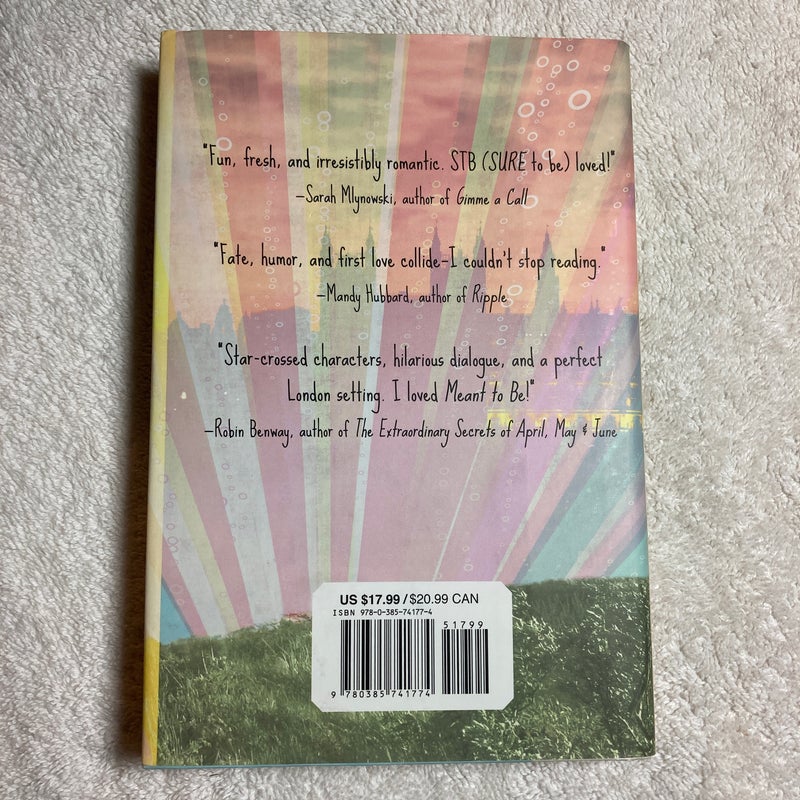 "Fun, fresh, and irresistibly romantic. STB (SURE to be) loved!"
—Sarah Mlynowski, author of Gimme a Call
"Fate, humor, and first love collide—I couldn't stop reading."
—Mandy Hubbard, author of Ripple
"Star-crossed characters, hilarious dialogue, and a perfect
London setting. I loved Meant to Be!"
—Robin Benway, author of The Extraordinary Secrets of April, May & June
US $17.99 / $20.99 CAN
ISBN 978-0-385-74177-4
51799
9 780385 741774